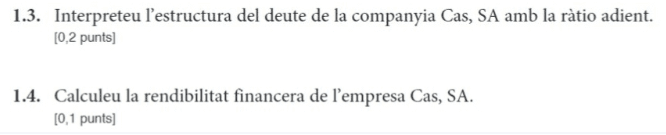 1.3. Interpreteu l’estructura del deute de la companyia Cas, SA amb la ràtio adient.
[0,2 punts]
1.4. Calculeu la rendibilitat financera de l’empresa Cas, SA.
[0,1 punts]